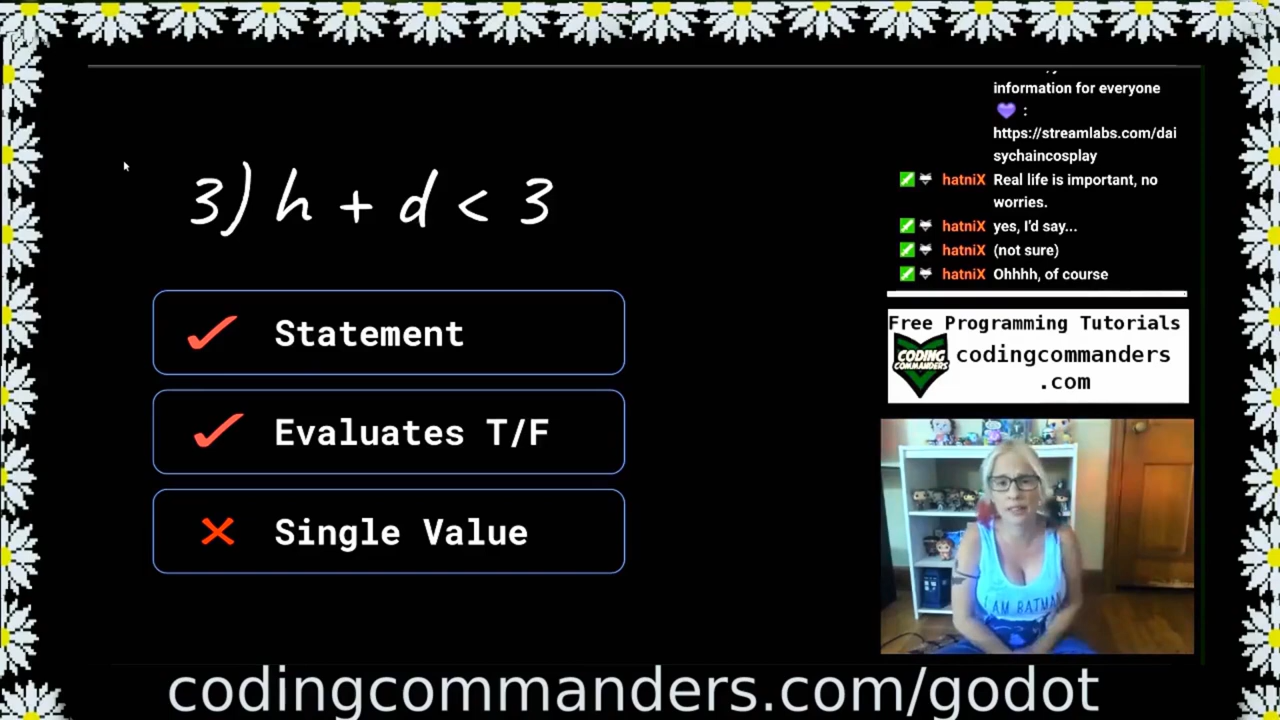 3) h + d < 3
Statement
Evaluates T/F
Single Value
information for everyone
💜 :
https://streamlabs.com/dai
sychaincosplay
hatniX Real life is important, no
worries.
hatniX yes, I'd say...
hatniX (not sure)
hatniX Ohhhh, of course
Free Programming Tutorials
CODING
COMMANDERS
codingcommanders
.com
I AM BATMAN
codingcommanders.com/godot